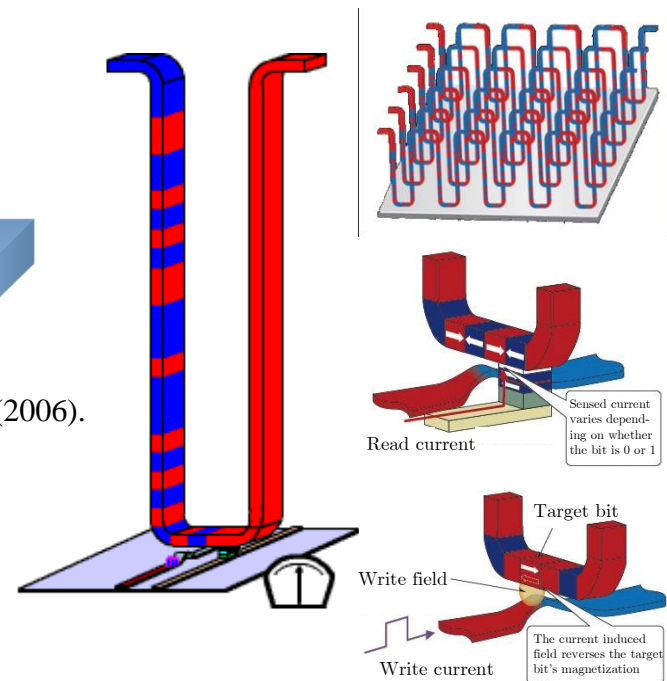 (2006).
Sensed current
varies depend-
ing on whether
the bit is 0 or 1
Read current
Target bit
Write field
The current induced
field reverses the target
bit's magnetization
Write current